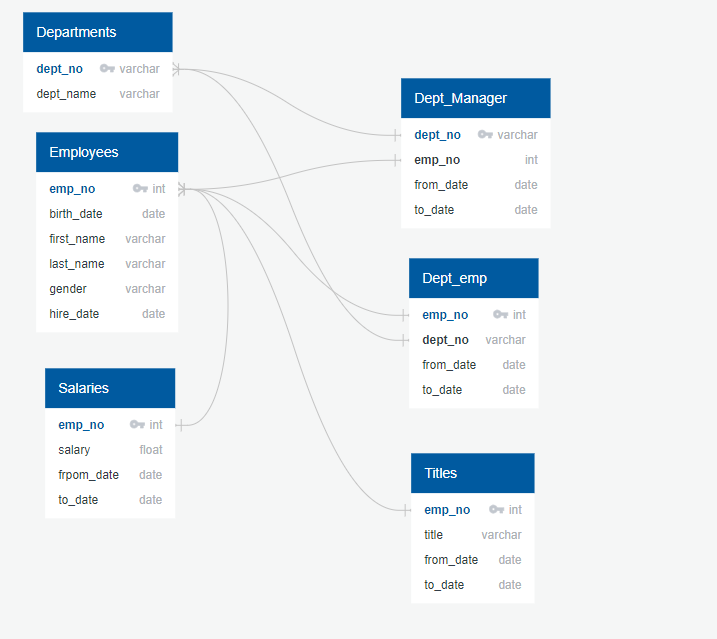 Departments
dept_no varchar
dept_name varchar
Employees
emp_no int
birth_date date
first_name varchar
last_name varchar
gender varchar
hire_date date
Salaries
emp_no int
salary float
frpom_date date
to_date date
Dept_Manager
dept_no varchar
emp_no int
from_date date
to_date date
Dept_emp
emp_no int
dept_no varchar
from_date date
to_date date
Titles
emp_no int
title varchar
from_date date
to_date date